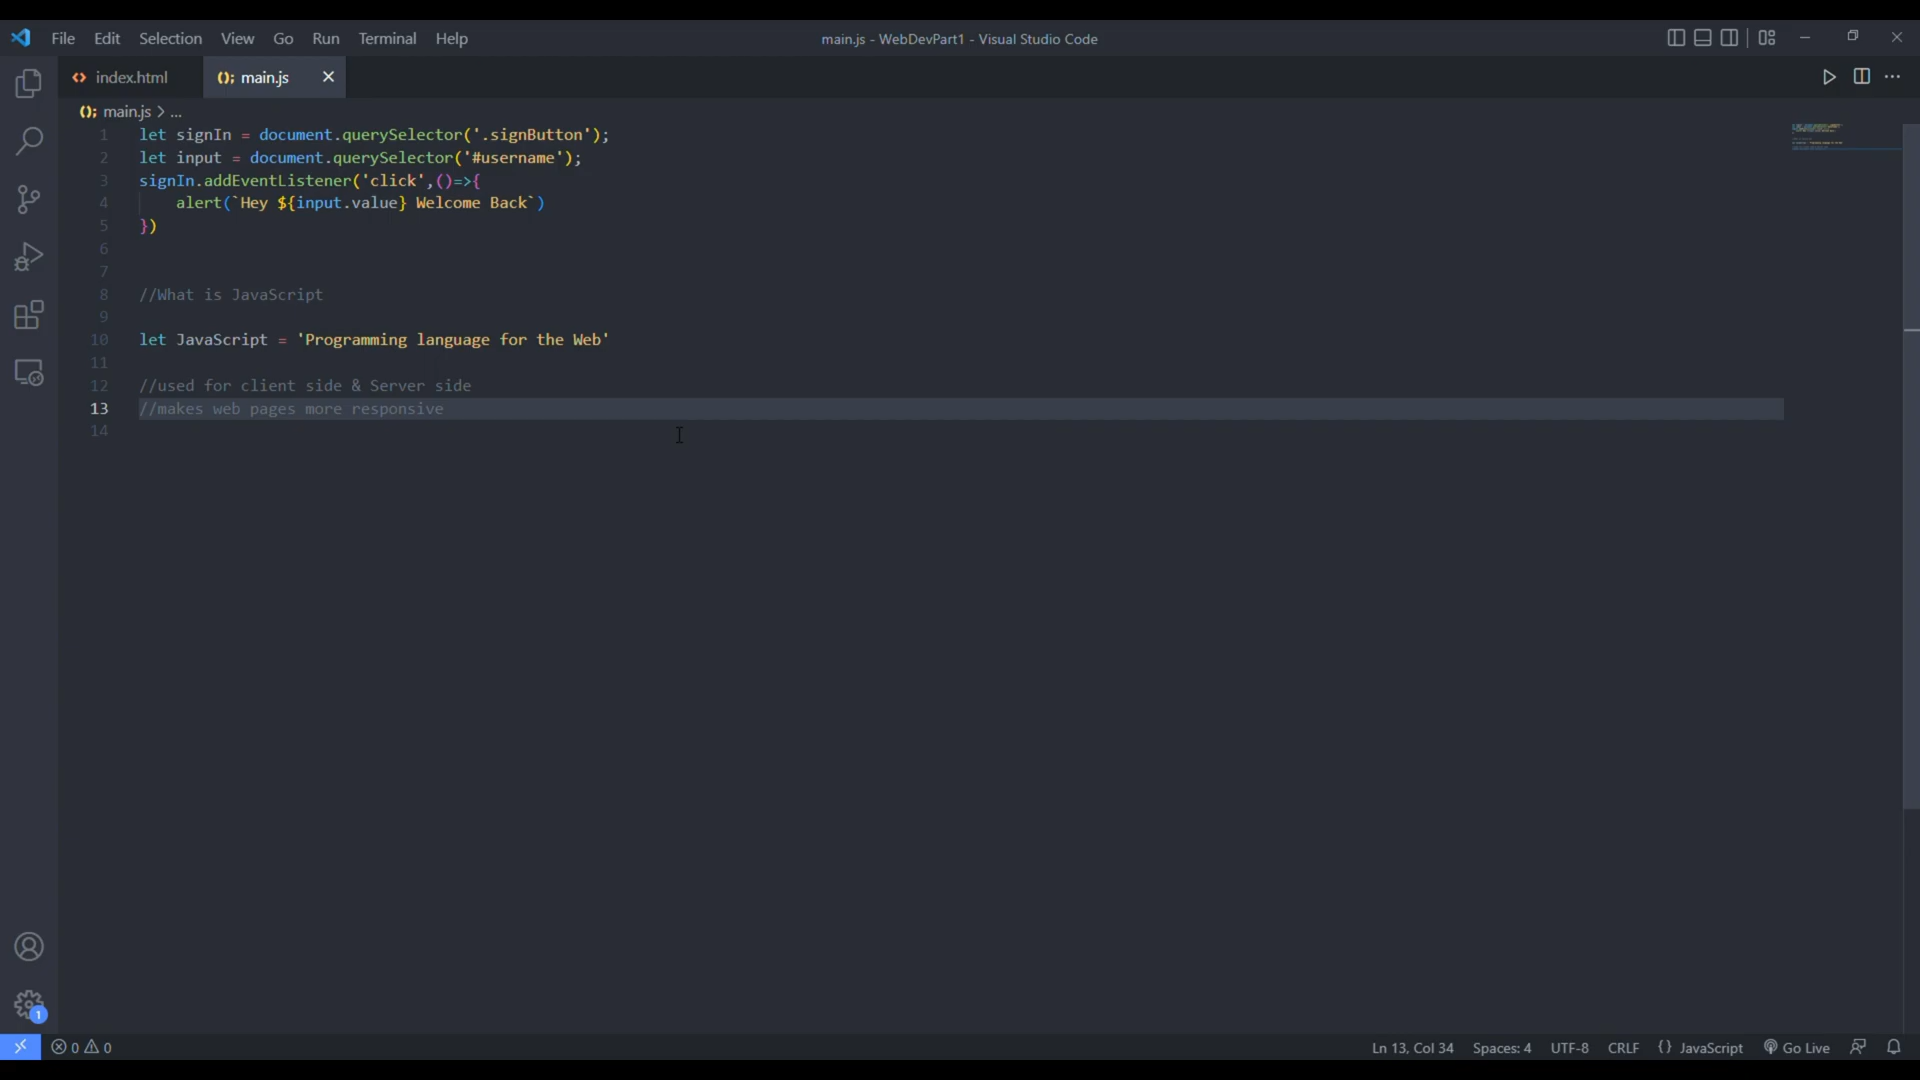 File Edit Selection View Go Run Terminal Help
main.js - WebDevPart1 - Visual Studio Code
index.html
(); main.js
(); main.js > ...
1 let signIn = document.querySelector('.signButton');
2 let input = document.querySelector('#username');
3 signIn.addEventListener('click',()=>{
4 alert(`Hey ${input.value} Welcome Back`)
5 })
6
7
8 //What is JavaScript
9
10 let JavaScript = 'Programming language for the Web'
11
12 //used for client side & Server side
13 //makes web pages more responsive
14
1
0 0
Ln 13, Col 34 Spaces: 4 UTF-8 CRLF {} JavaScript Go Live